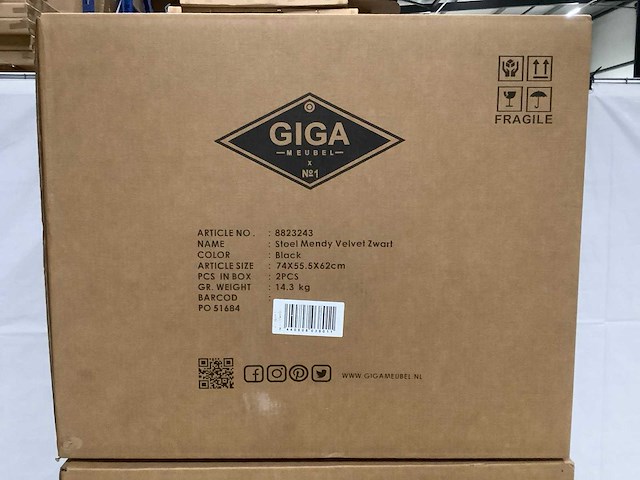 GIGA
MEUBEL
x
Nº1
FRAGILE
ARTICLE NO. : 8823243
NAME : Stoel Mendy Velvet Zwart
COLOR : Black
ARTICLE SIZE : 74X55.5X62cm
PCS IN BOX : 2PCS
GR. WEIGHT : 14.3 kg
BARCOD :
PO 51684
WWW.GIGAMEUBEL.NL